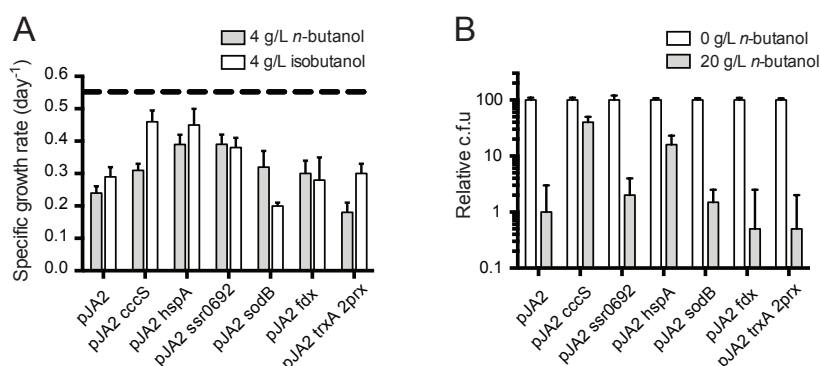 A
4 g/L n-butanol
4 g/L isobutanol
Specific growth rate (day⁻¹)
0.6
0.5
0.4
0.3
0.2
0.1
0.0
pJA2
pJA2 cccS
pJA2 hspA
pJA2 ssr0692
pJA2 sodB
pJA2 fdx
pJA2 trxA 2prx
B
0 g/L n-butanol
20 g/L n-butanol
Relative c.f.u
100
10
1
0.1
pJA2
pJA2 cccS
pJA2 ssr0692
pJA2 hspA
pJA2 sodB
pJA2 fdx
pJA2 trxA 2prx